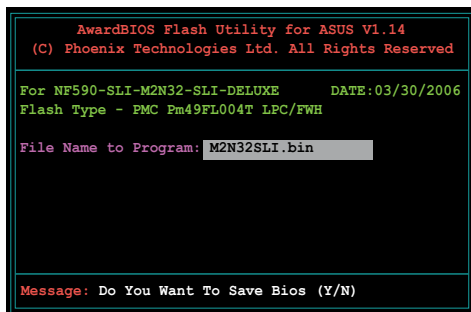 AwardBIOS Flash Utility for ASUS V1.14
(C) Phoenix Technologies Ltd. All Rights Reserved
For NF590-SLI-M2N32-SLI-DELUXE DATE:03/30/2006
Flash Type - PMC Pm49FL004T LPC/FWH
File Name to Program: M2N32SLI.bin
Message: Do You Want To Save Bios (Y/N)